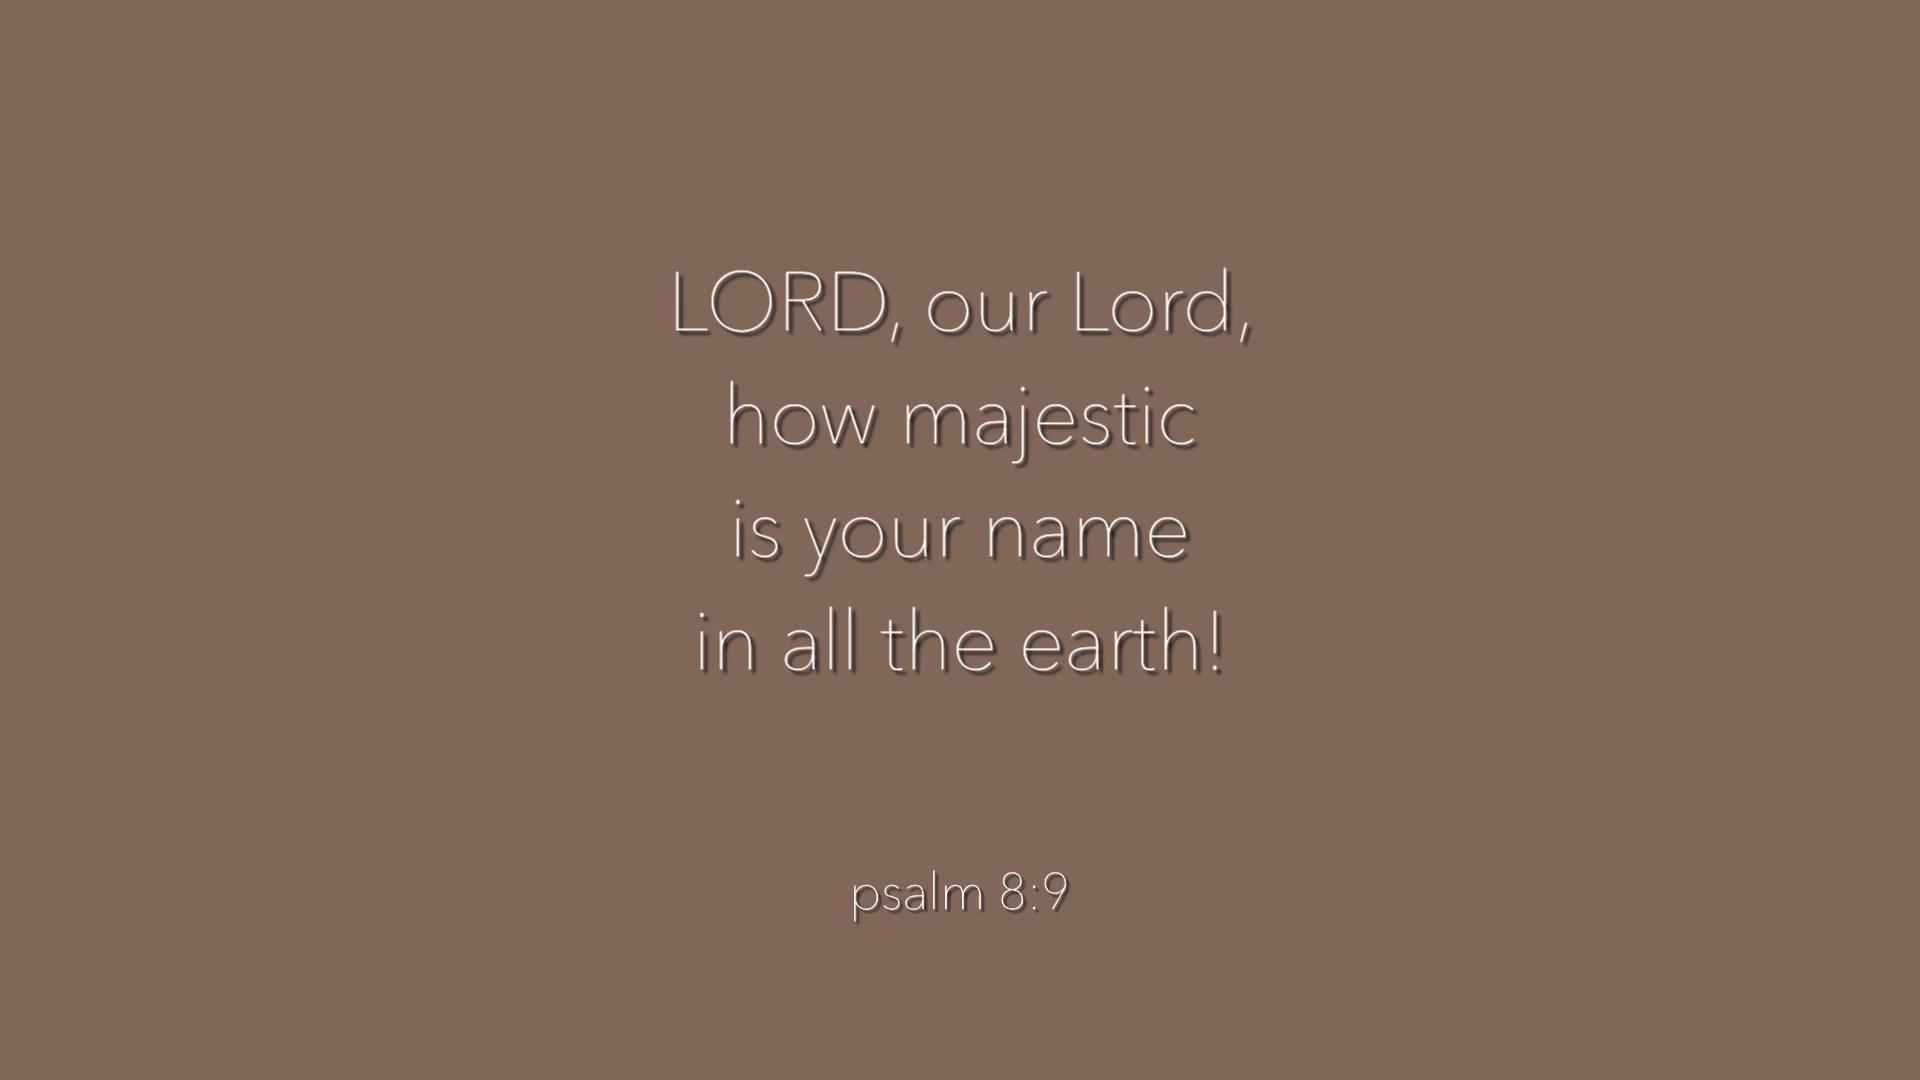 LORD, our Lord,
how majestic
is your name
in all the earth!
psalm 8:9